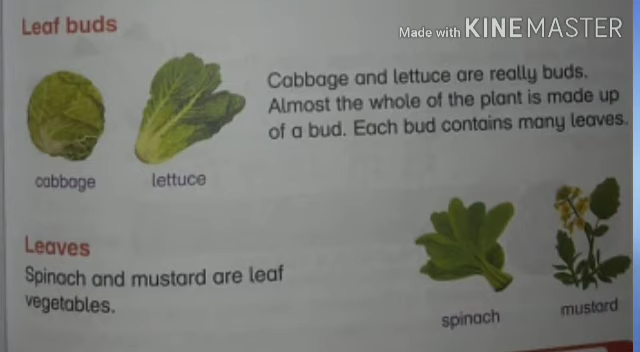 Leaf buds
Made with KINEMASTER
Cabbage and lettuce are really buds.
Almost the whole of the plant is made up
of a bud. Each bud contains many leaves.
cabbage
lettuce
Leaves
Spinach and mustard are leaf
vegetables.
spinach
mustard